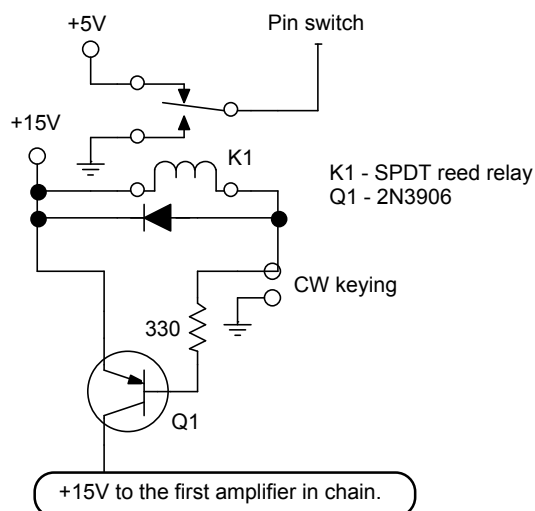 +5V
Pin switch
+15V
K1
K1 - SPDT reed relay
Q1 - 2N3906
CW keying
330
Q1
+15V to the first amplifier in chain.